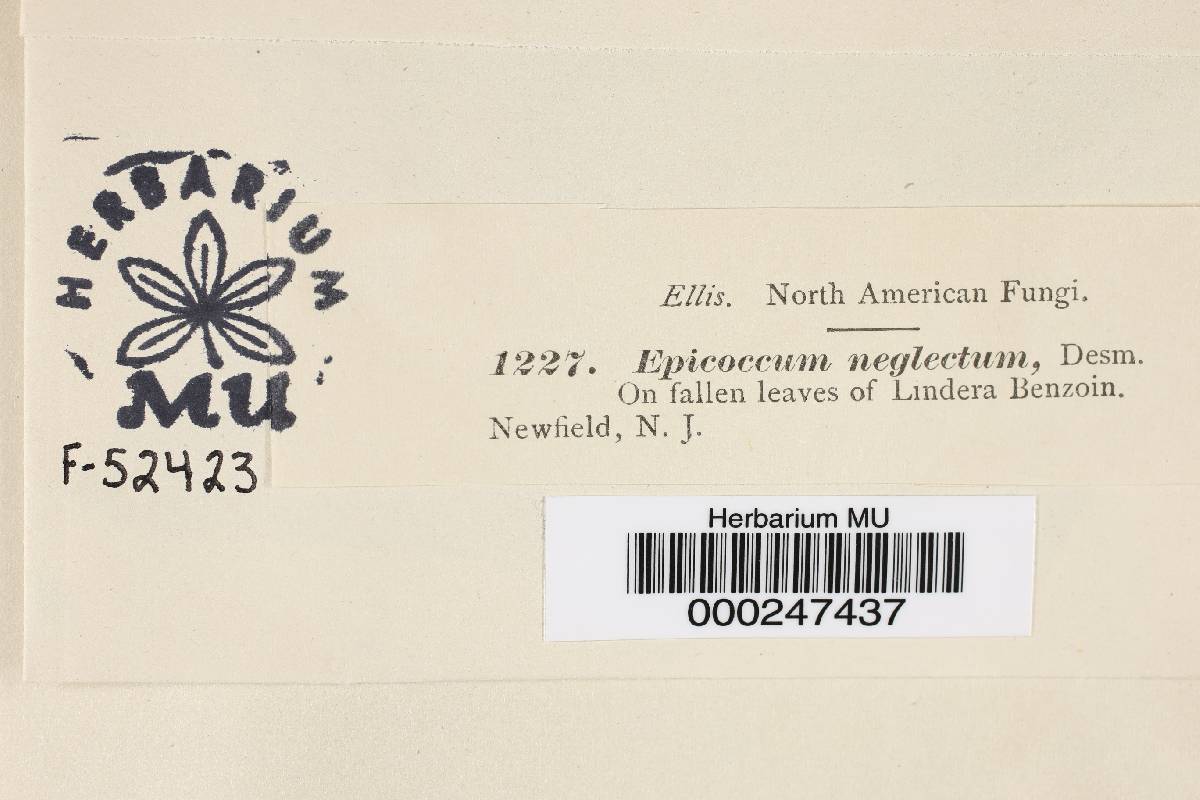 HERBARIUM
MU
F-52423
Ellis. North American Fungi.
1227. Epicoccum neglectum, Desm.
On fallen leaves of Lindera Benzoin.
Newfield, N. J.
Herbarium MU
000247437